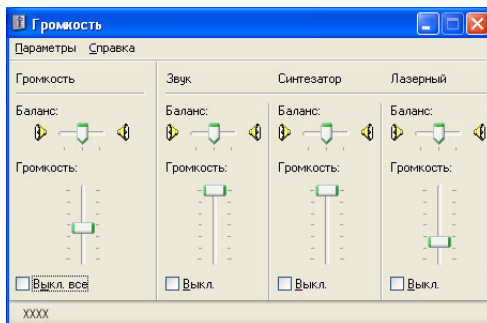 Громкость
Параметры Справка
Громкость Звук Синтезатор Лазерный
Баланс: Баланс: Баланс: Баланс:
Громкость: Громкость: Громкость: Громкость:
Выкл. все Выкл. Выкл. Выкл.
XXXX